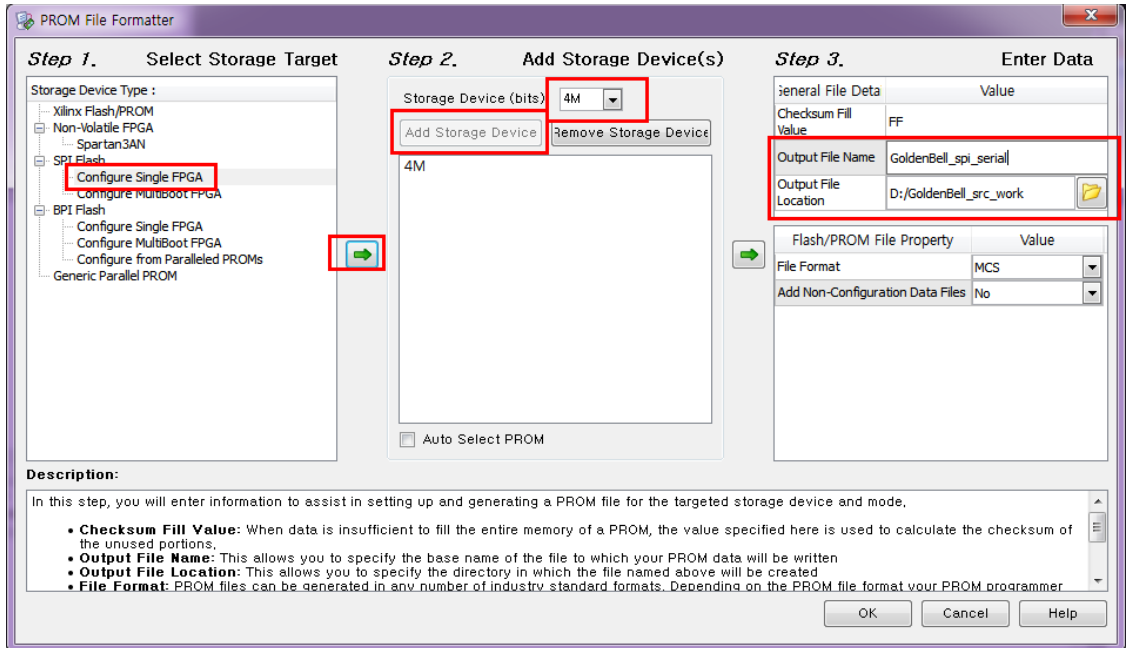 PROM File Formatter
Step 1. Select Storage Target
Storage Device Type :
Xilinx Flash/PROM
Non-Volatile FPGA
Spartan3AN
SPI Flash
Configure Single FPGA
Configure MultiBoot FPGA
BPI Flash
Configure Single FPGA
Configure MultiBoot FPGA
Configure from Paralleled PROMs
Generic Parallel PROM
Step 2. Add Storage Device(s)
Storage Device (bits) 4M
Add Storage Device Remove Storage Device
4M
Auto Select PROM
Step 3. Enter Data
General File Deta Value
Checksum Fill
Value FF
Output File Name GoldenBell_spi_serial
Output File
Location D:/GoldenBell_src_work
Flash/PROM File Property Value
File Format MCS
Add Non-Configuration Data Files No
Description:
In this step, you will enter information to assist in setting up and generating a PROM file for the targeted storage device and mode,
• Checksum Fill Value: When data is insufficient to fill the entire memory of a PROM, the value specified here is used to calculate the checksum of
the unused portions,
• Output File Name: This allows you to specify the base name of the file to which your PROM data will be written
• Output File Location: This allows you to specify the directory in which the file named above will be created
• File Format: PROM files can be generated in any number of industry standard formats. Depending on the PROM file format your PROM programmer
OK Cancel Help